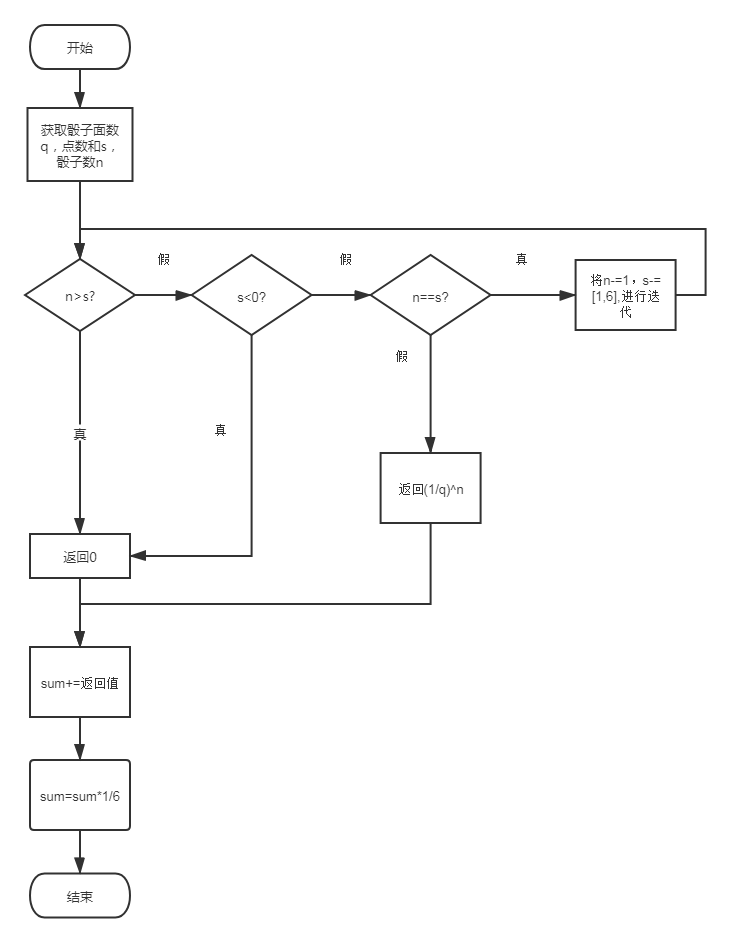 开始
获取骰子面数
q，点数和s，
骰子数n
假
假
真
n>s?
s<0?
n==s?
将n-=1，s-=
[1,6],进行迭
代
假
真
真
返回(1/q)^n
返回0
sum+=返回值
sum=sum*1/6
结束